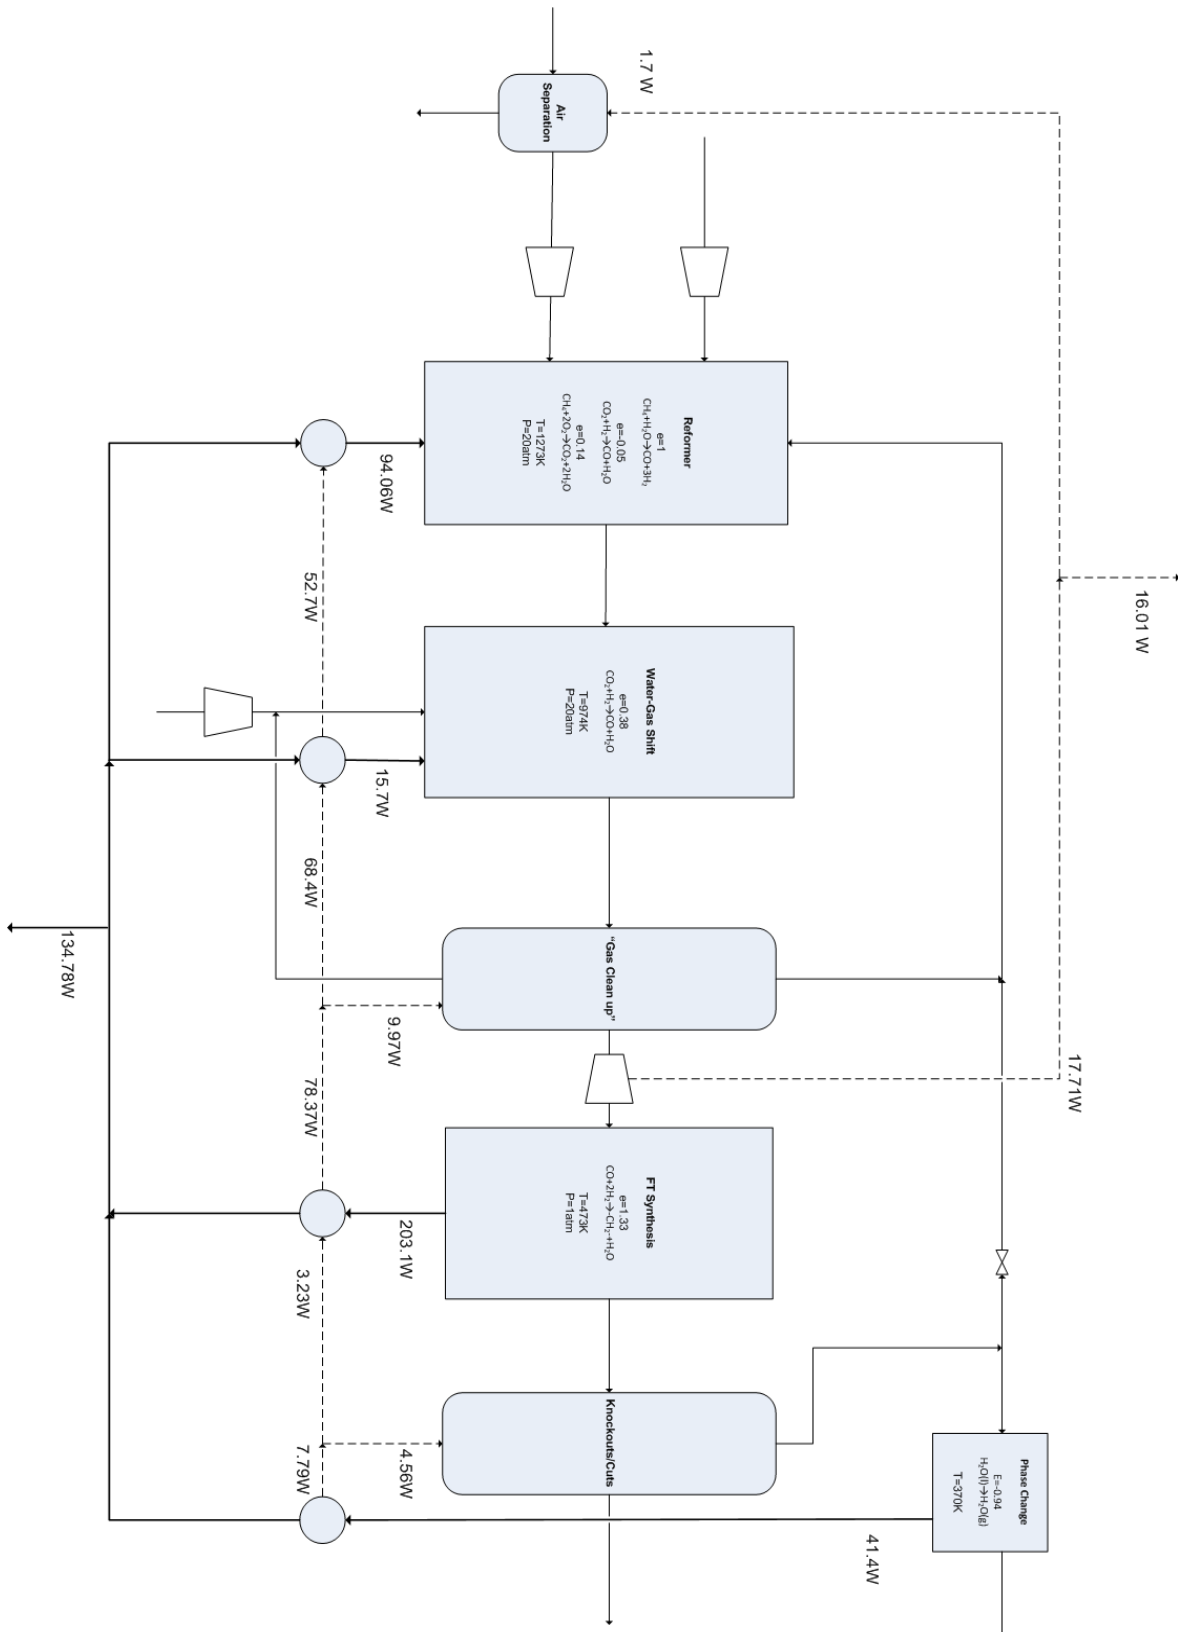 1.7 W
Air
Separation
16.01 W
Reformer
e=1
CH₄+H₂O→CO+3H₂
e=-0.05
CO₂+H₂→CO+H₂O
e=0.14
CH₄+2O₂→CO₂+2H₂O
T=1273K
P=20atm
94.06W
52.7W
Water-Gas Shift
e=0.38
CO₂+H₂→CO+H₂O
T=974K
P=20atm
15.7W
68.4W
"Gas Clean up"
9.97W
134.78W
17.71W
78.37W
FT Synthesis
e=1.33
CO+2H₂→-CH₂-+H₂O
T=473K
P=1atm
203.1W
3.23W
Knockouts/Cuts
4.56W
7.79W
Phase Change
E=-0.94
H₂O(l)→H₂O(g)
T=370K
41.4W